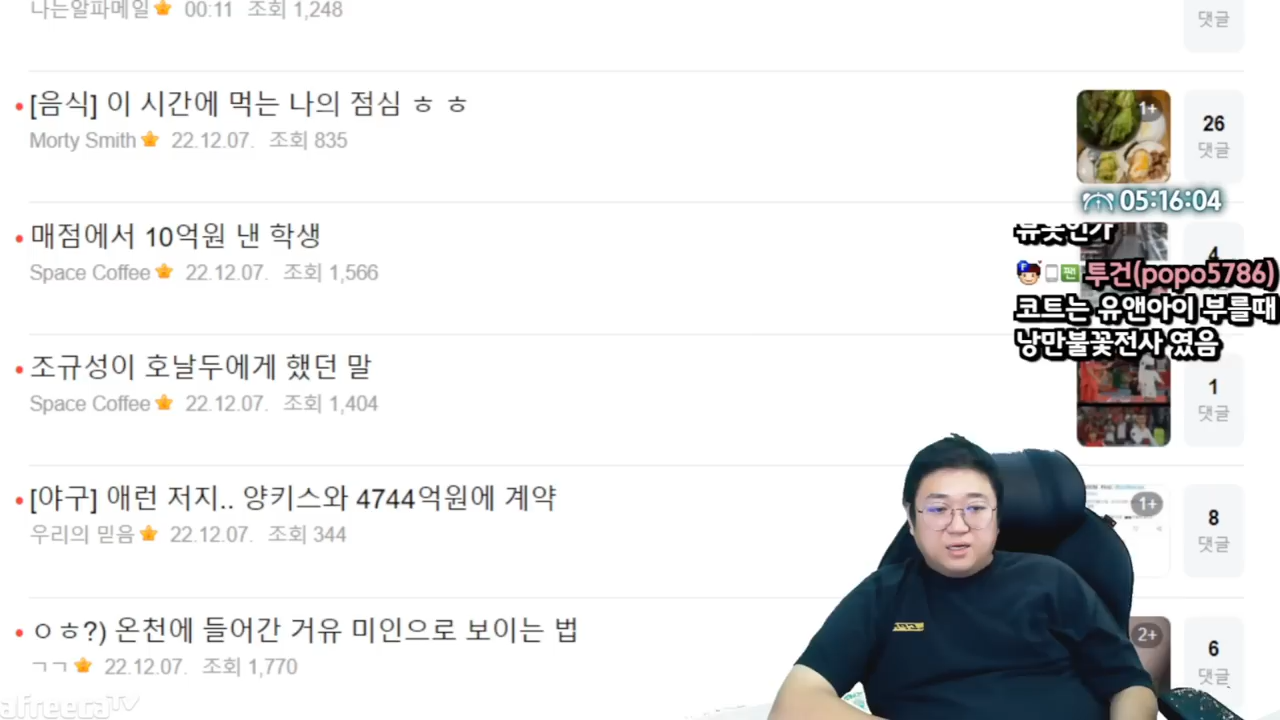 나는알파메일 00:11 조회 1,248
댓글
[음식] 이 시간에 먹는 나의 점심 ㅎ ㅎ
Morty Smith 22.12.07. 조회 835
1+
26
댓글
05:16:04
매점에서 10억원 낸 학생
Space Coffee 22.12.07. 조회 1,566
4
팬 투건(popo5786)
코트는 유앤아이 부를때
낭만불꽃전사 였음
조규성이 호날두에게 했던 말
Space Coffee 22.12.07. 조회 1,404
1
댓글
[야구] 애런 저지.. 양키스와 4744억원에 계약
우리의 믿음 22.12.07. 조회 344
1+
8
댓글
ㅇㅎ?) 온천에 들어간 거유 미인으로 보이는 법
ㄱㄱ 22.12.07. 조회 1,770
2+
6
댓글
afreecaTV